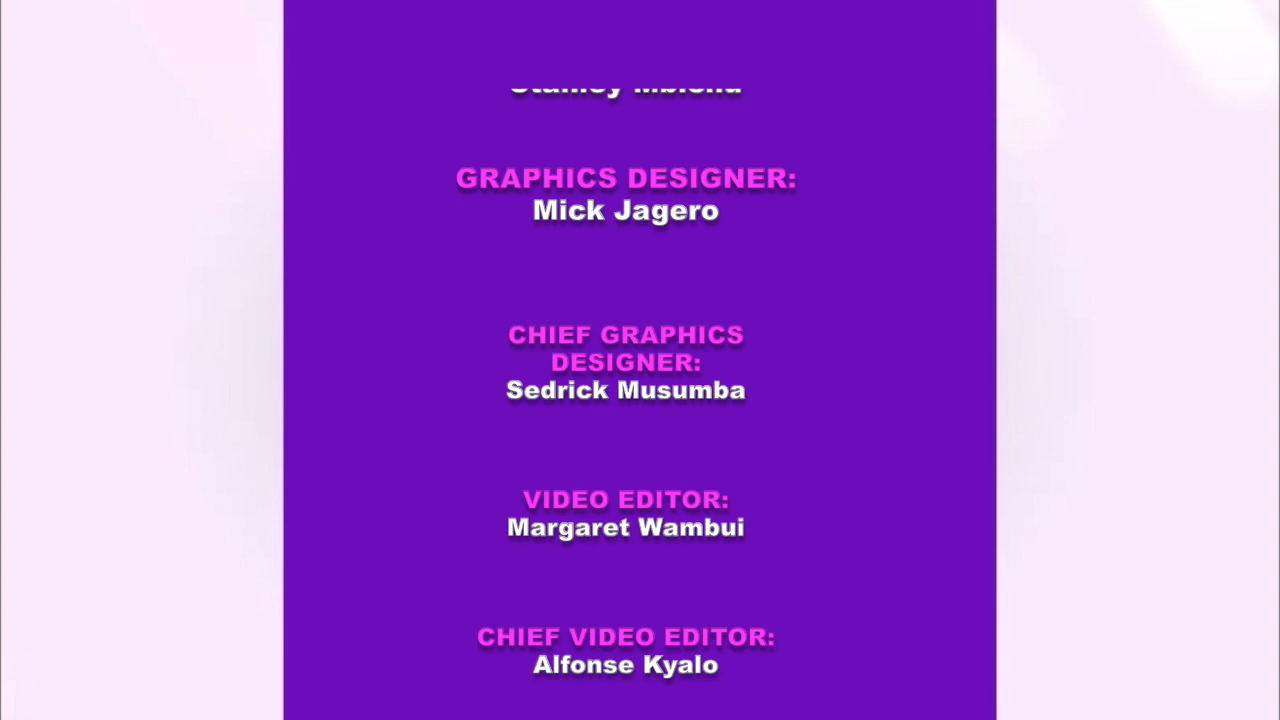 GRAPHICS DESIGNER:
Mick Jagero
CHIEF GRAPHICS
DESIGNER:
Sedrick Musumba
VIDEO EDITOR:
Margaret Wambui
CHIEF VIDEO EDITOR:
Alfonse Kyalo